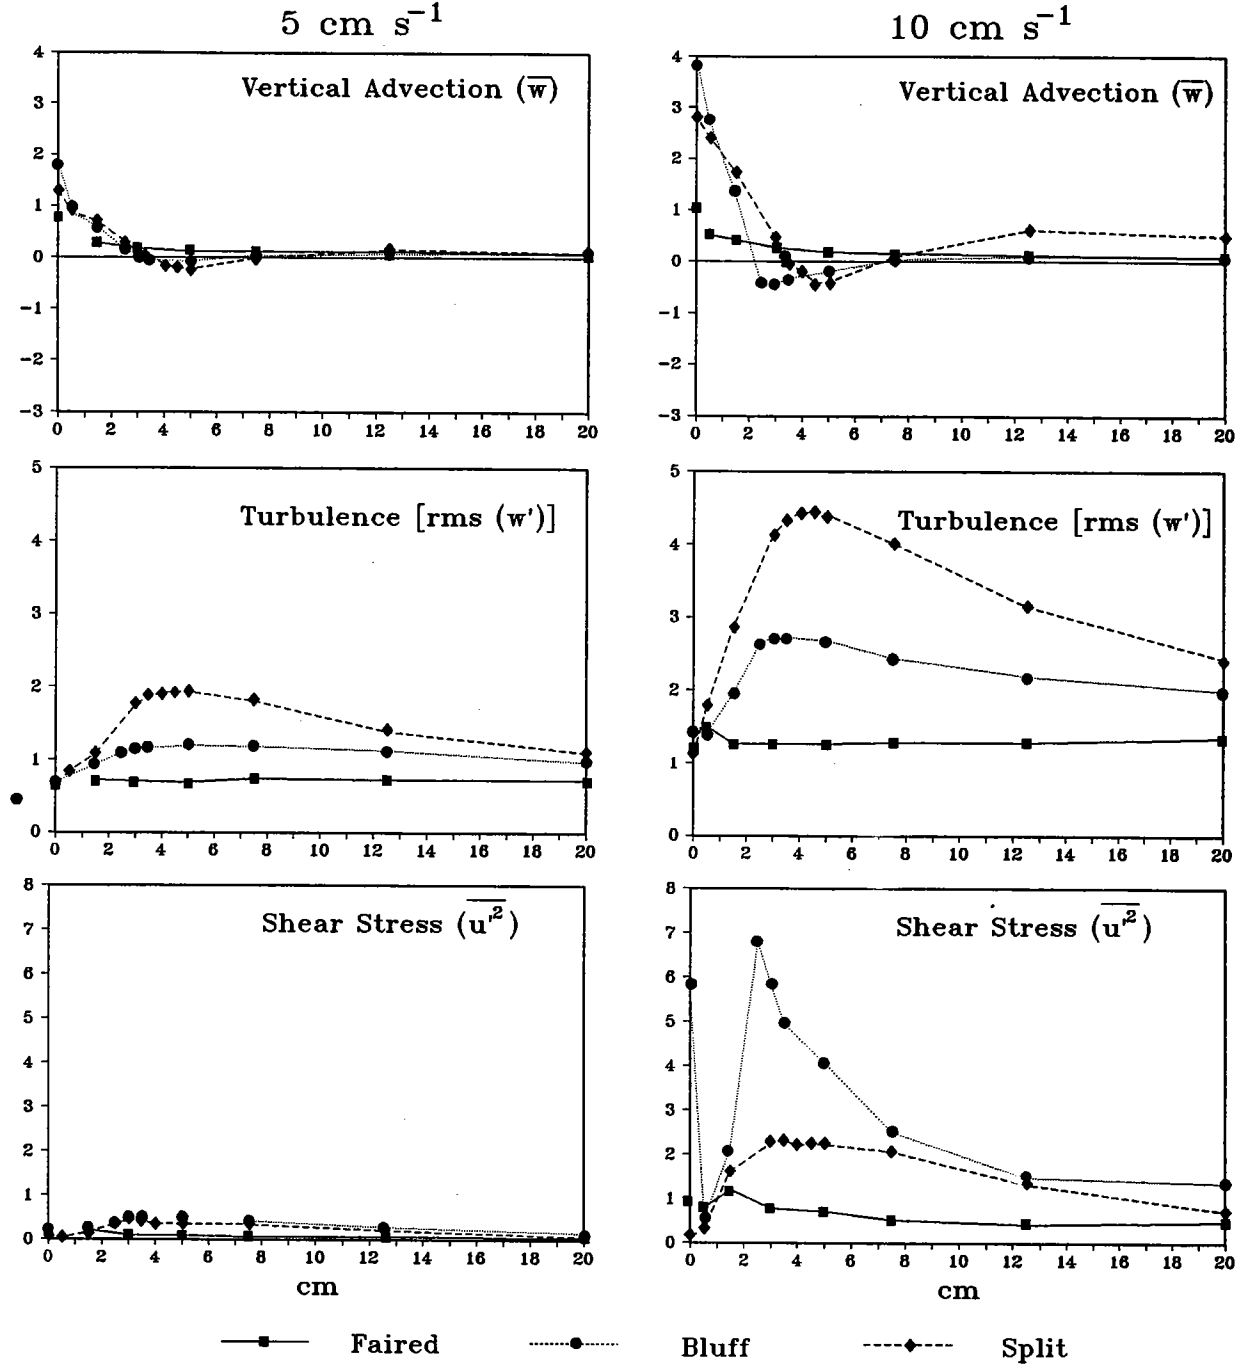 5 cm s⁻¹
10 cm s⁻¹
Vertical Advection (w̅)
4
3
2
1
0
−1
−2
−3
0 2 4 6 8 10 12 14 16 18 20
Vertical Advection (w̅)
4
3
2
1
0
−1
−2
−3
0 2 4 6 8 10 12 14 16 18 20
Turbulence [rms (w')]
5
4
3
2
1
0
0 2 4 6 8 10 12 14 16 18 20
Turbulence [rms (w')]
5
4
3
2
1
0
0 2 4 6 8 10 12 14 16 18 20
Shear Stress (u'²)
8
7
6
5
4
3
2
1
0
0 2 4 6 8 10 12 14 16 18 20
cm
Shear Stress (u'²)
8
7
6
5
4
3
2
1
0
0 2 4 6 8 10 12 14 16 18 20
cm
Faired Bluff Split